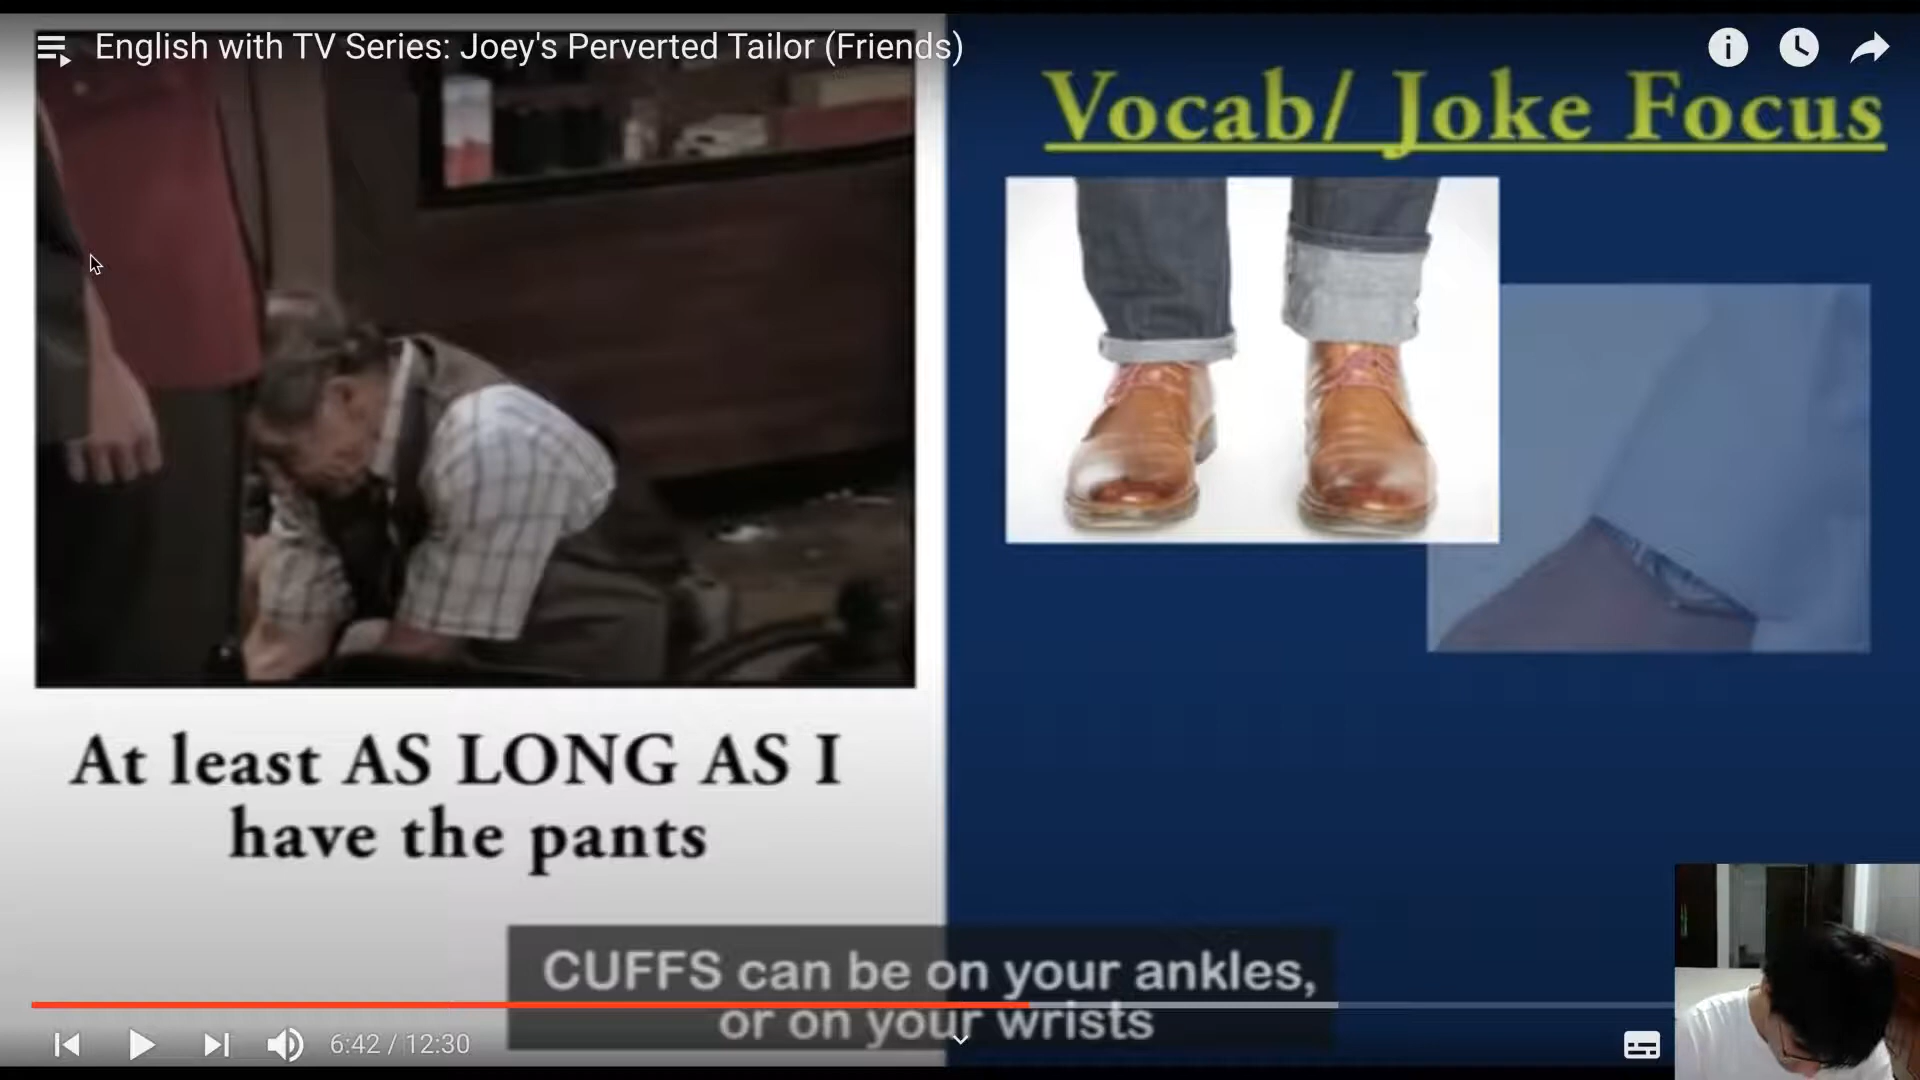 English with TV Series: Joey's Perverted Tailor (Friends)
Vocab/ Joke Focus
At least AS LONG AS I
have the pants
CUFFS can be on your ankles,
or on your wrists
6:42 / 12:30